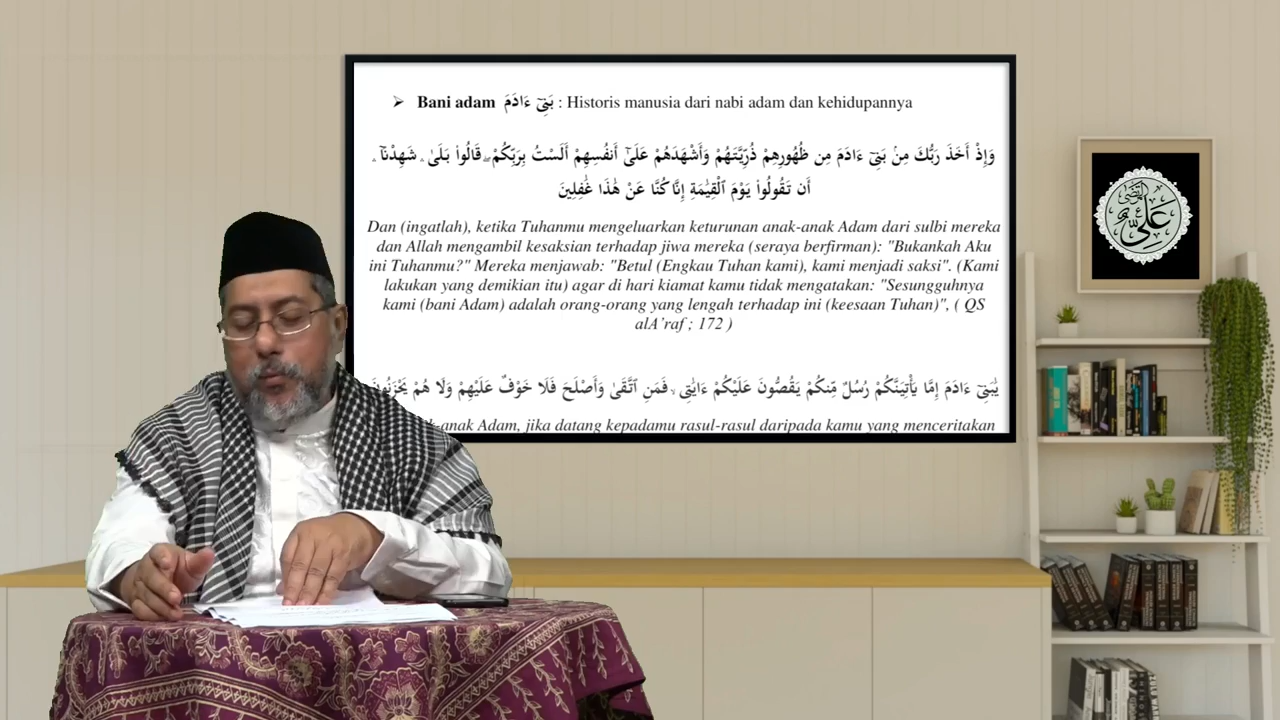 ➢ Bani adam بَنِىٓ ءَادَمَ : Historis manusia dari nabi adam dan kehidupannya
وَإِذْ أَخَذَ رَبُّكَ مِنۢ بَنِىٓ ءَادَمَ مِن ظُهُورِهِمْ ذُرِّيَّتَهُمْ وَأَشْهَدَهُمْ عَلَىٰٓ أَنفُسِهِمْ أَلَسْتُ بِرَبِّكُمْ ۖ قَالُوا۟ بَلَىٰ ۛ شَهِدْنَآ ۛ
أَن تَقُولُوا۟ يَوْمَ ٱلْقِيَٰمَةِ إِنَّا كُنَّا عَنْ هَٰذَا غَٰفِلِينَ
Dan (ingatlah), ketika Tuhanmu mengeluarkan keturunan anak-anak Adam dari sulbi mereka
dan Allah mengambil kesaksian terhadap jiwa mereka (seraya berfirman): "Bukankah Aku
ini Tuhanmu?" Mereka menjawab: "Betul (Engkau Tuhan kami), kami menjadi saksi". (Kami
lakukan yang demikian itu) agar di hari kiamat kamu tidak mengatakan: "Sesungguhnya
kami (bani Adam) adalah orang-orang yang lengah terhadap ini (keesaan Tuhan)", ( QS
alA'raf ; 172 )
يَٰبَنِىٓ ءَادَمَ إِمَّا يَأْتِيَنَّكُمْ رُسُلٌ مِّنكُمْ يَقُصُّونَ عَلَيْكُمْ ءَايَٰتِى ۙ فَمَنِ ٱتَّقَىٰ وَأَصْلَحَ فَلَا خَوْفٌ عَلَيْهِمْ وَلَا هُمْ يَحْزَنُونَ
-anak Adam, jika datang kepadamu rasul-rasul daripada kamu yang menceritakan
عَلِيّ